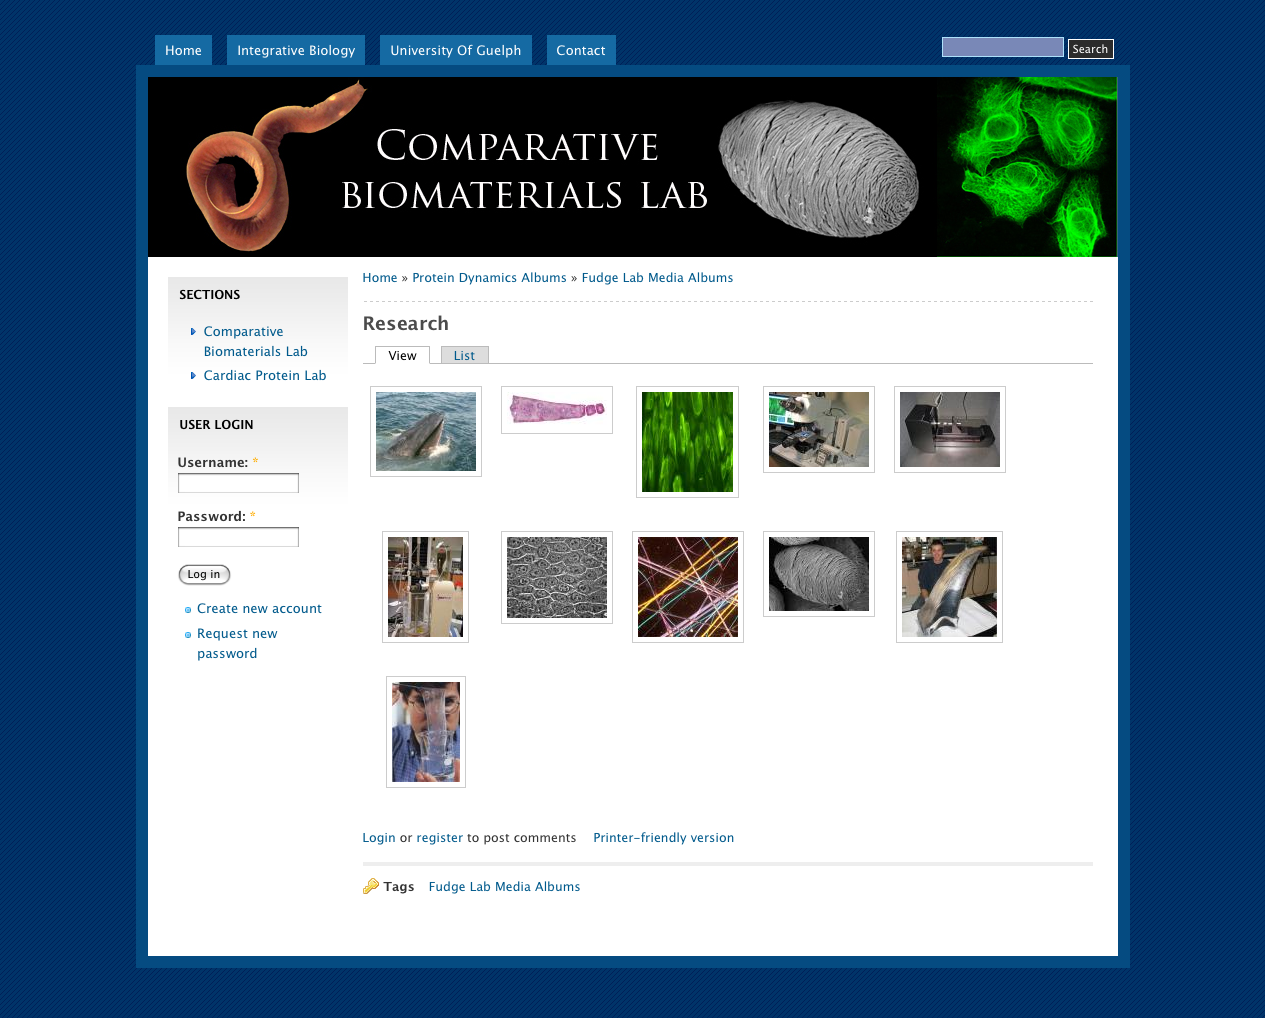 Home
Integrative Biology
University Of Guelph
Contact
Search
COMPARATIVE
BIOMATERIALS LAB
SECTIONS
Comparative
Biomaterials Lab
Cardiac Protein Lab
USER LOGIN
Username: *
Password: *
Log in
Create new account
Request new
password
Home » Protein Dynamics Albums » Fudge Lab Media Albums
Research
View
List
Login or register to post comments Printer-friendly version
Tags Fudge Lab Media Albums